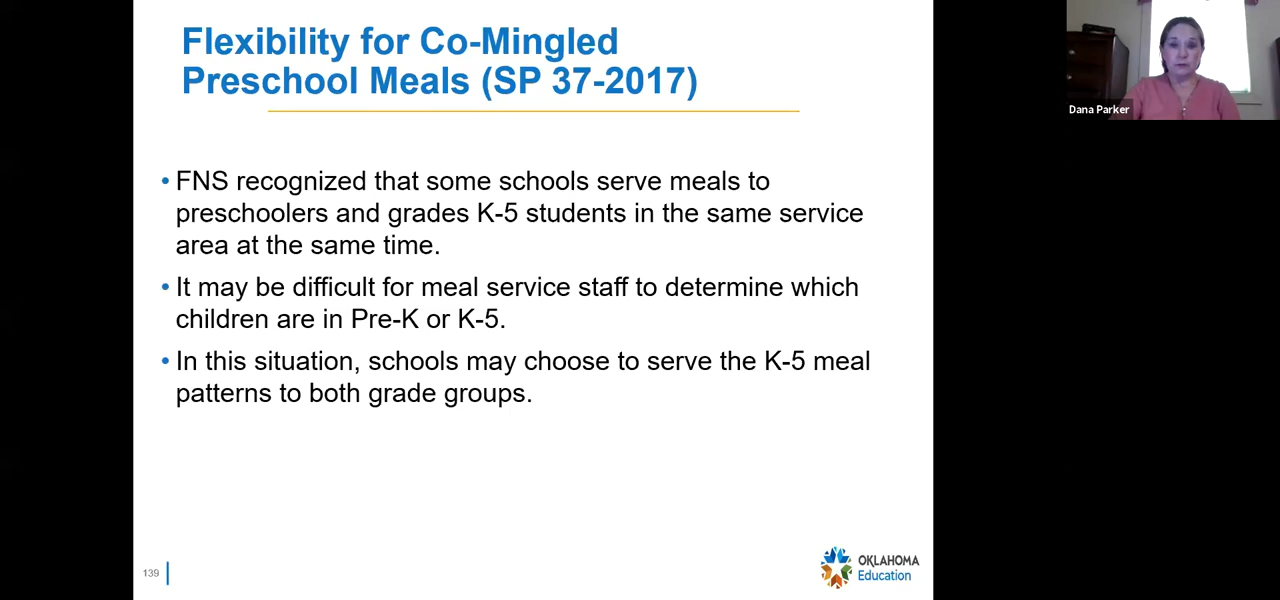 Flexibility for Co-Mingled
Preschool Meals (SP 37-2017)
Dana Parker
• FNS recognized that some schools serve meals to
preschoolers and grades K-5 students in the same service
area at the same time.
• It may be difficult for meal service staff to determine which
children are in Pre-K or K-5.
• In this situation, schools may choose to serve the K-5 meal
patterns to both grade groups.
139
OKLAHOMA
Education